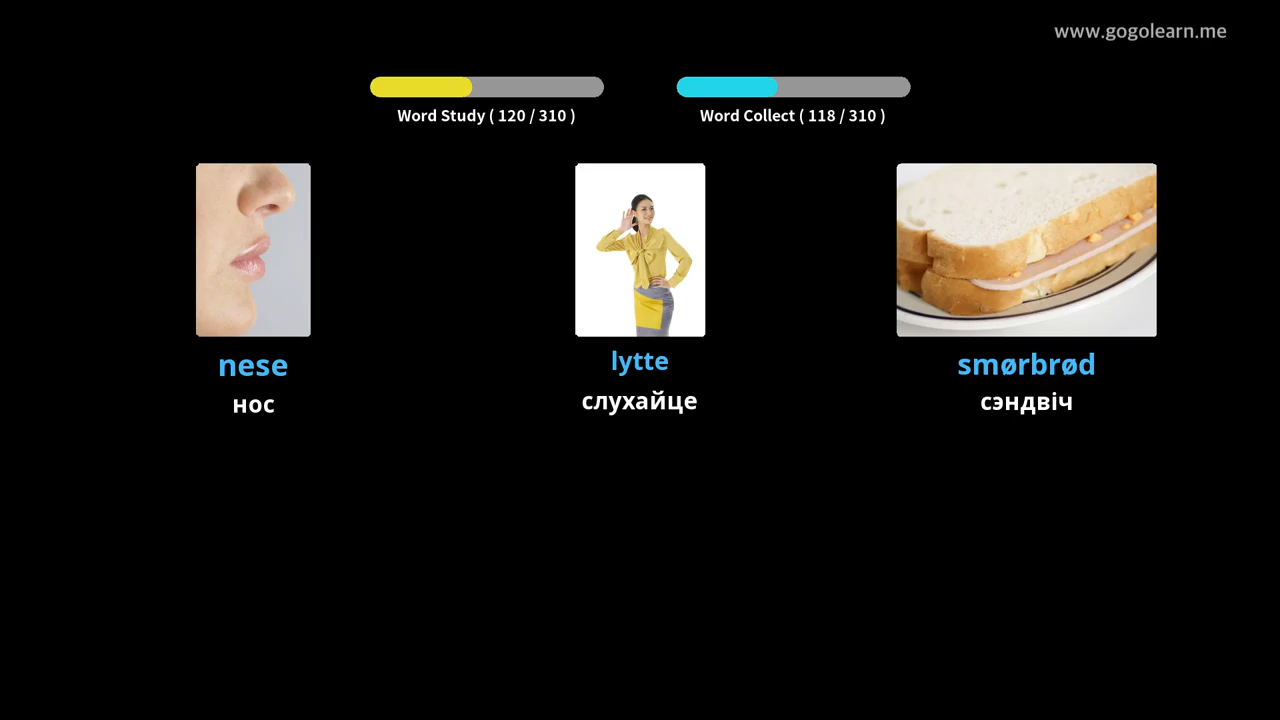 www.gogolearn.me
Word Study ( 120 / 310 )
Word Collect ( 118 / 310 )
nese
нос
lytte
слухайце
smørbrød
сэндвіч